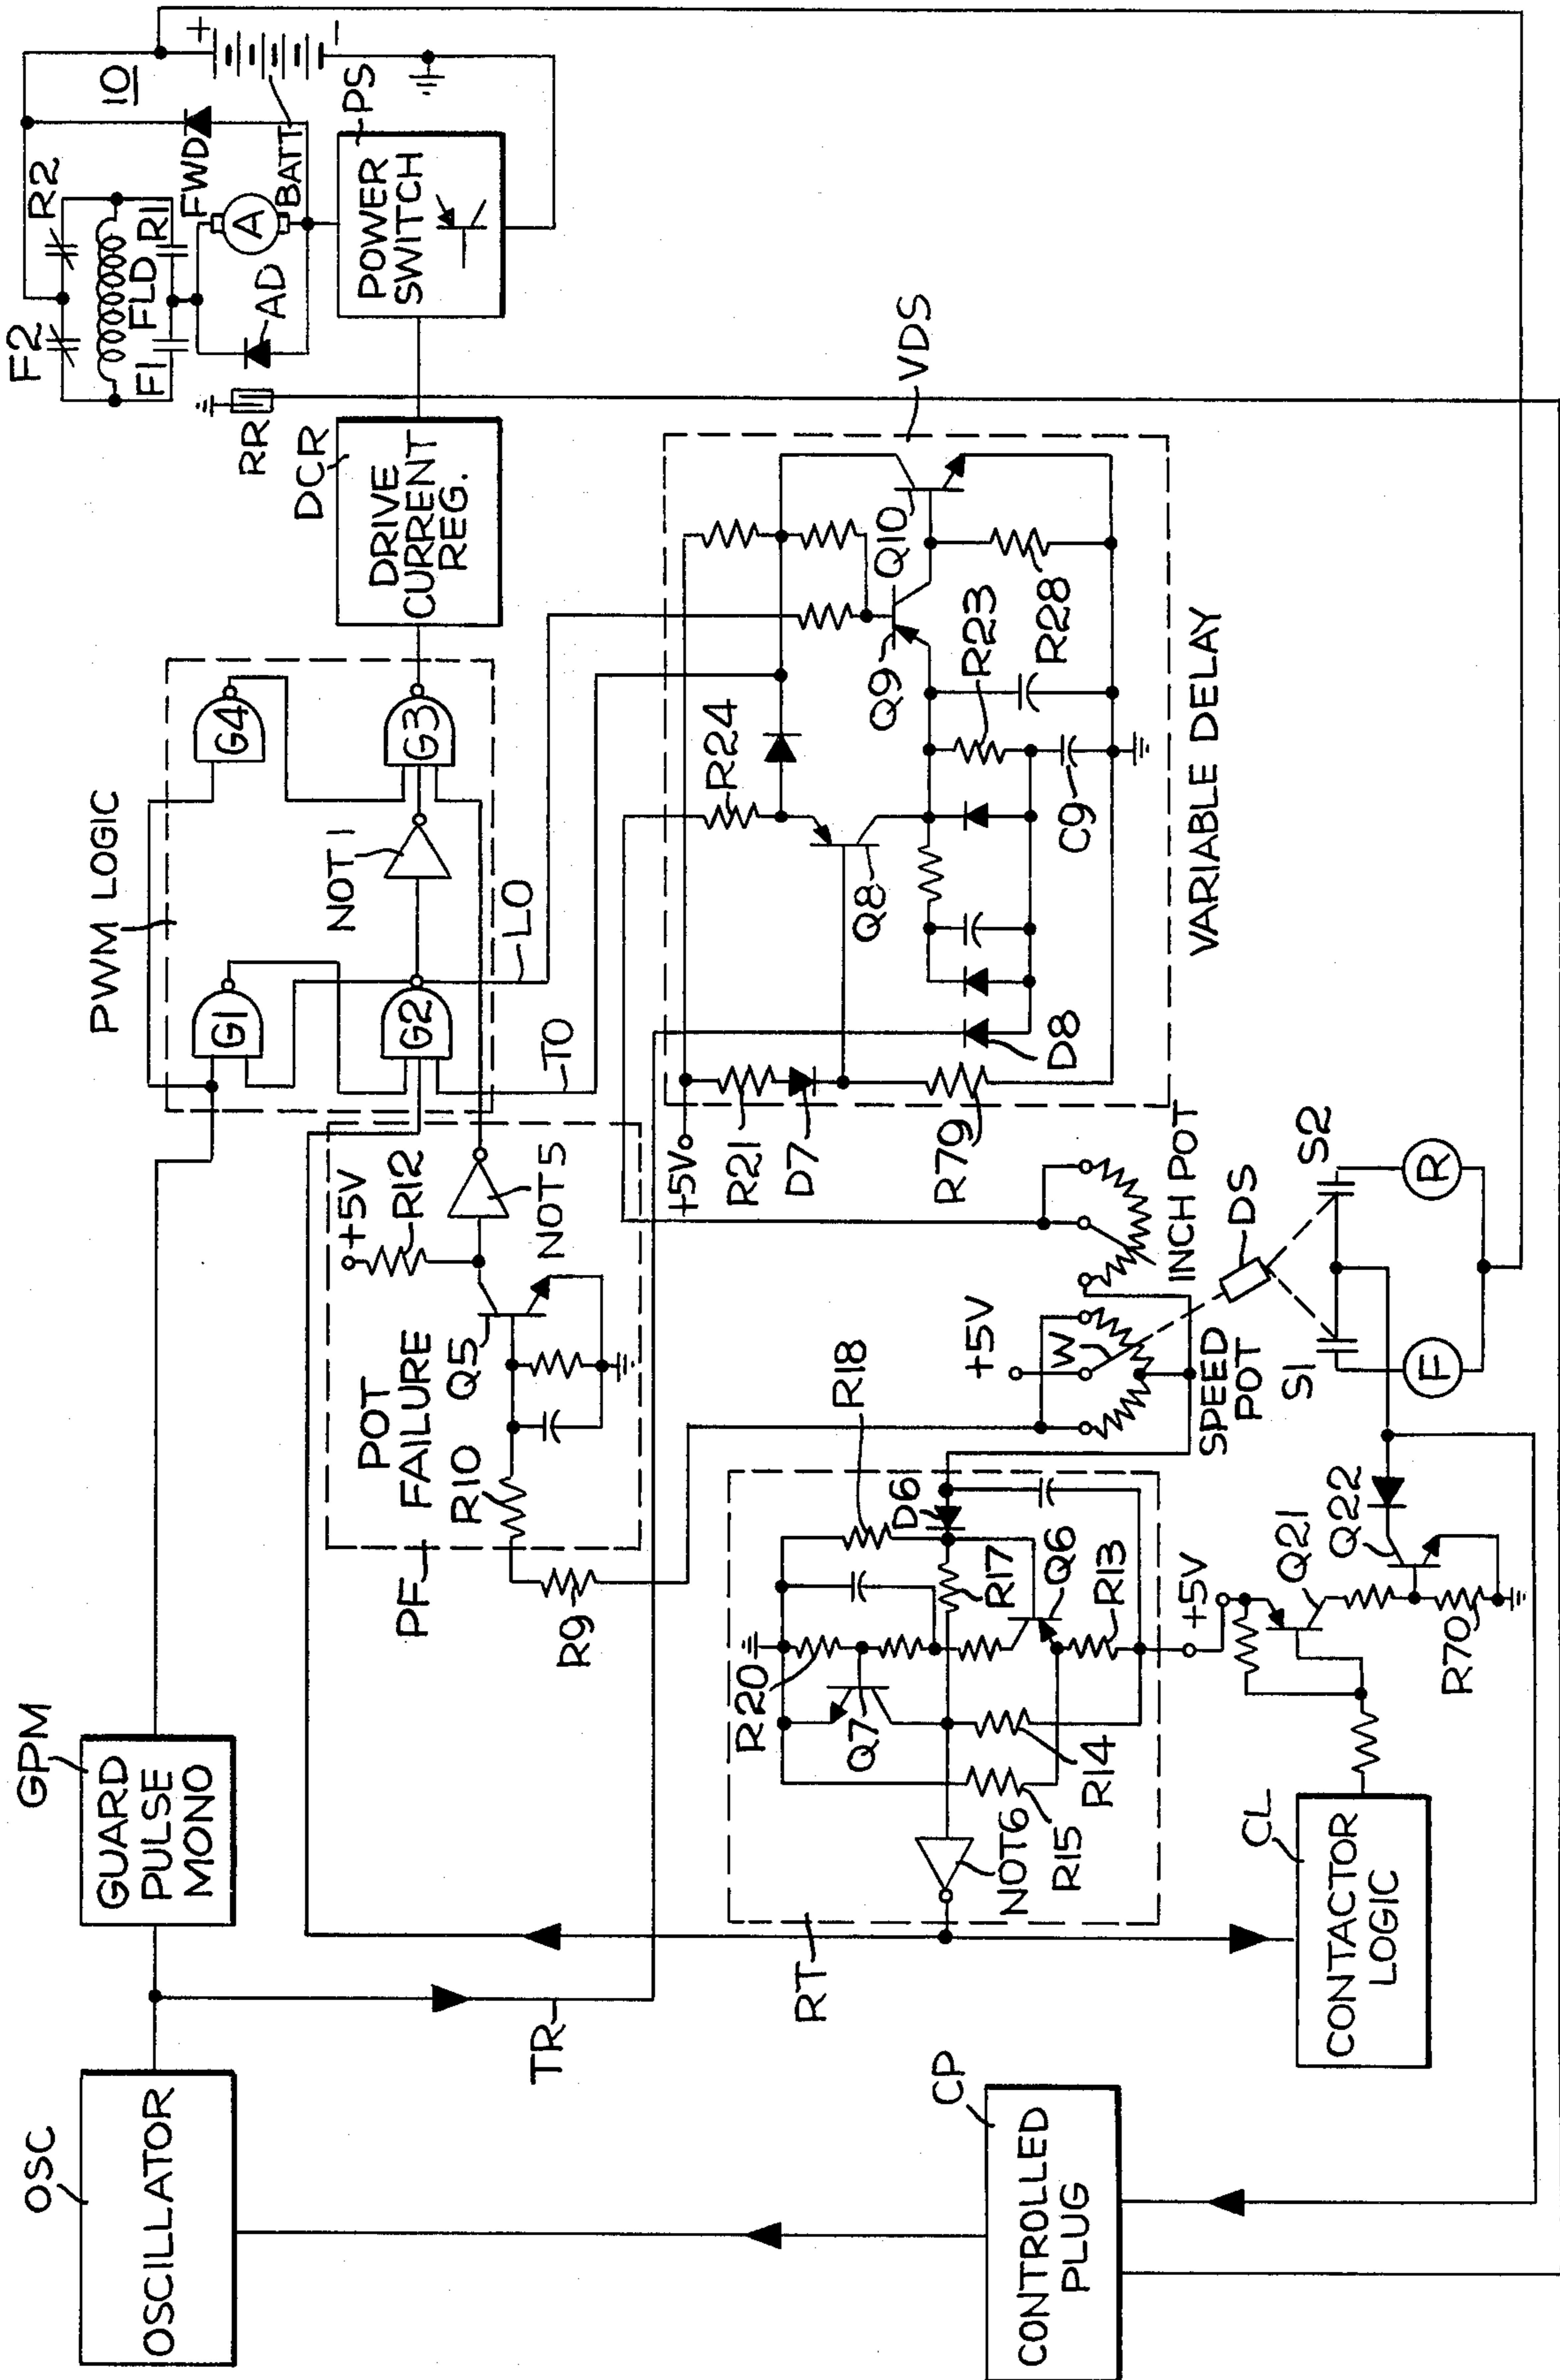 OSC
OSCILLATOR
GPM
GUARD
PULSE
MONO
TR
PWM LOGIC
G1
G2
G3
G4
NOT 1
LO
TO
DCR
DRIVE
CURRENT
REG.
RR
F2
R2
F1
FLD
R1
AD
A
FWD
BATT
10
+
-
PS
POWER
SWITCH
PF
POT
FAILURE
R9
R10
Q5
+5V
R12
NOT5
VDS
VARIABLE DELAY
+5V
R21
D7
R79
D8
Q8
R24
C9
R23
Q9
Q10
R28
RT
NOT6
R15
R14
Q7
R20
R17
R18
D6
Q6
R13
+5V
+5V
W
SPEED
POT
INCH POT
DS
S1
S2
F
R
Q22
Q21
R70
CL
CONTACTOR
LOGIC
CP
CONTROLLED
PLUG